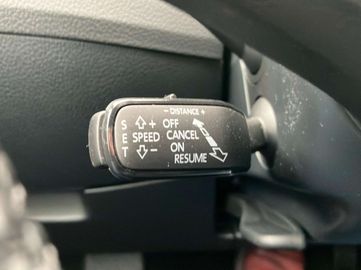 - DISTANCE +
S ⇧+ OFF
E SPEED CANCEL
T ⇩- ON
RESUME